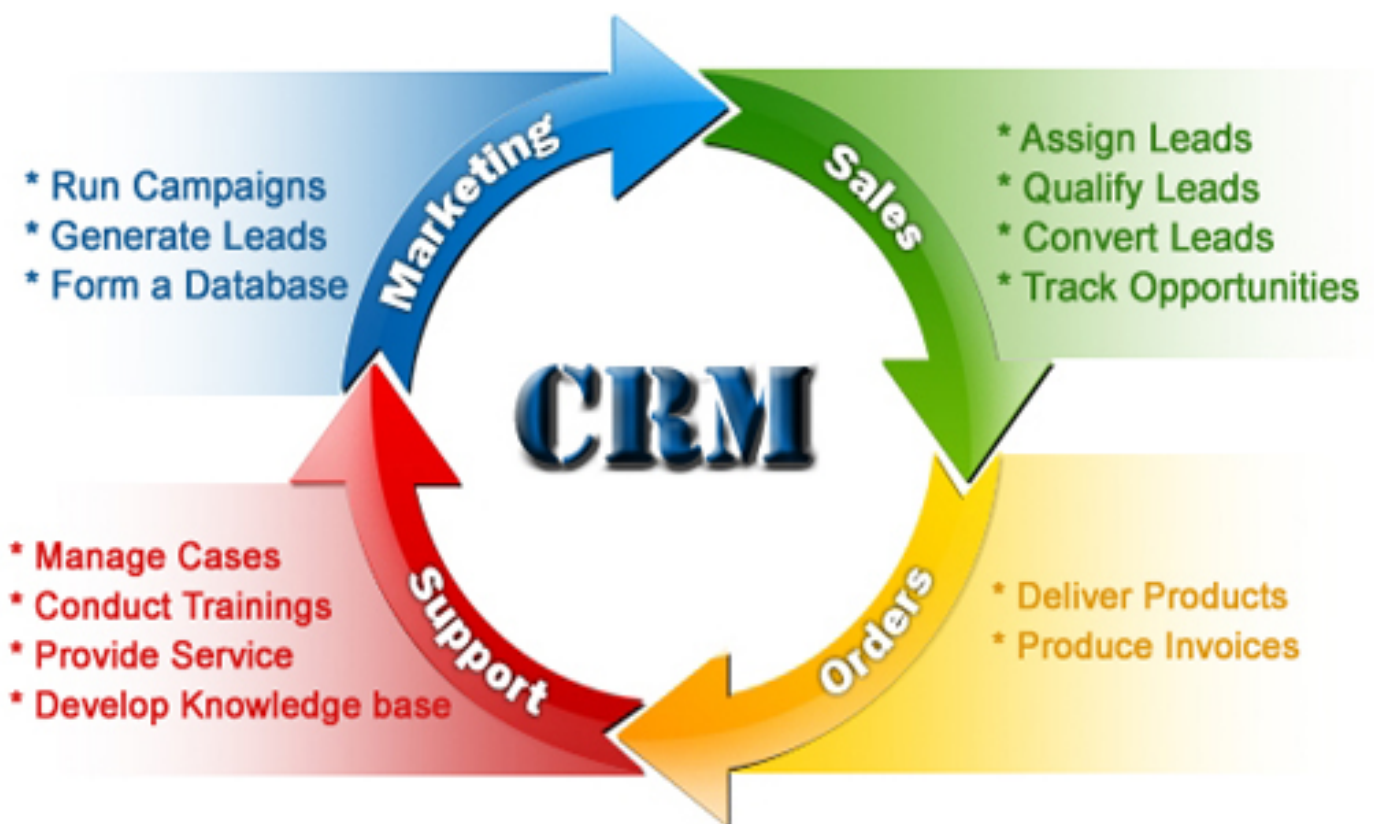 Marketing
* Run Campaigns
* Generate Leads
* Form a Database
Sales
* Assign Leads
* Qualify Leads
* Convert Leads
* Track Opportunities
CRM
Orders
* Deliver Products
* Produce Invoices
Support
* Manage Cases
* Conduct Trainings
* Provide Service
* Develop Knowledge base